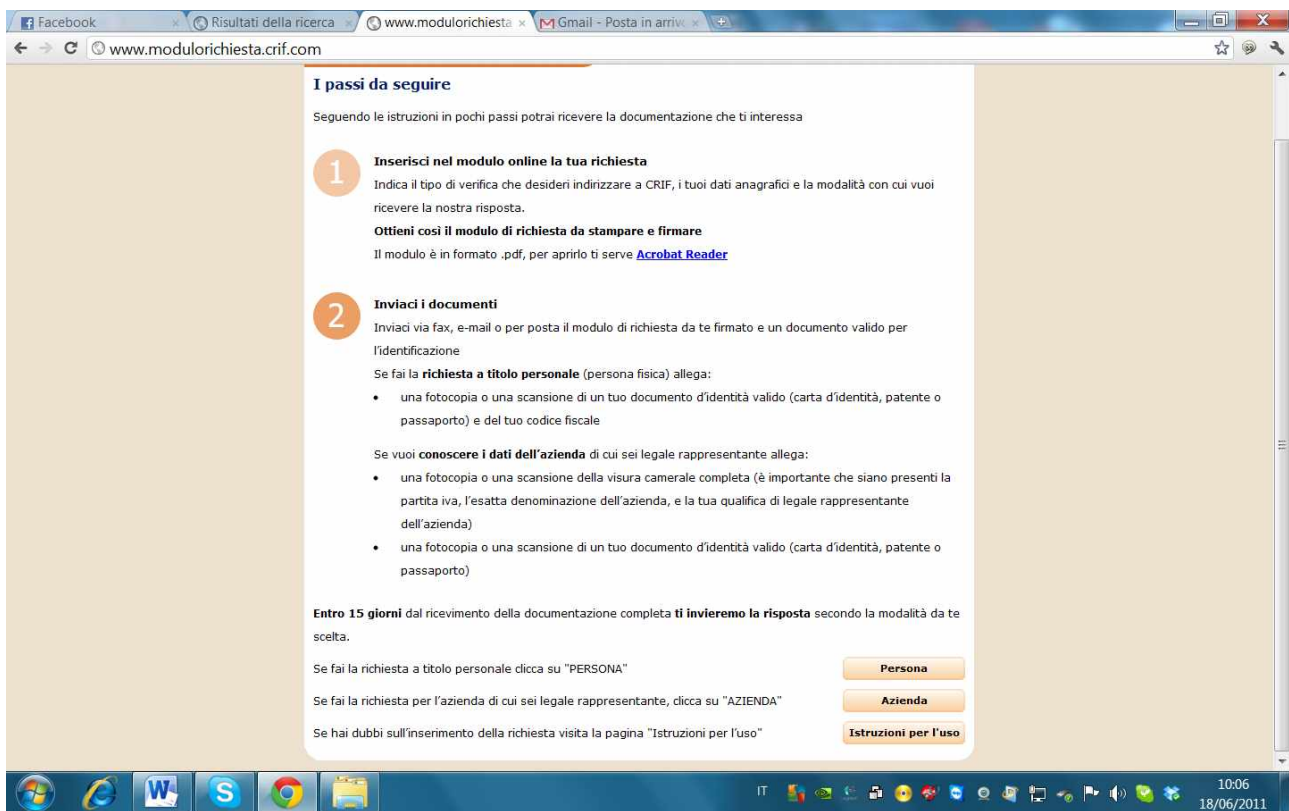 Facebook
Risultati della ricerca
www.modulorichiesta
Gmail - Posta in arrivo
www.modulorichiesta.crif.com
I passi da seguire
Seguendo le istruzioni in pochi passi potrai ricevere la documentazione che ti interessa
1
Inserisci nel modulo online la tua richiesta
Indica il tipo di verifica che desideri indirizzare a CRIF, i tuoi dati anagrafici e la modalità con cui vuoi
ricevere la nostra risposta.
Ottieni così il modulo di richiesta da stampare e firmare
Il modulo è in formato .pdf, per aprirlo ti serve Acrobat Reader
2
Inviaci i documenti
Inviaci via fax, e-mail o per posta il modulo di richiesta da te firmato e un documento valido per
l'identificazione
Se fai la richiesta a titolo personale (persona fisica) allega:
• una fotocopia o una scansione di un tuo documento d'identità valido (carta d'identità, patente o
passaporto) e del tuo codice fiscale
Se vuoi conoscere i dati dell'azienda di cui sei legale rappresentante allega:
• una fotocopia o una scansione della visura camerale completa (è importante che siano presenti la
partita iva, l'esatta denominazione dell'azienda, e la tua qualifica di legale rappresentante
dell'azienda)
• una fotocopia o una scansione di un tuo documento d'identità valido (carta d'identità, patente o
passaporto)
Entro 15 giorni dal ricevimento della documentazione completa ti invieremo la risposta secondo la modalità da te
scelta.
Se fai la richiesta a titolo personale clicca su "PERSONA"
Persona
Se fai la richiesta per l'azienda di cui sei legale rappresentante, clicca su "AZIENDA"
Azienda
Se hai dubbi sull'inserimento della richiesta visita la pagina "Istruzioni per l'uso"
Istruzioni per l'uso
IT
10:06
18/06/2011